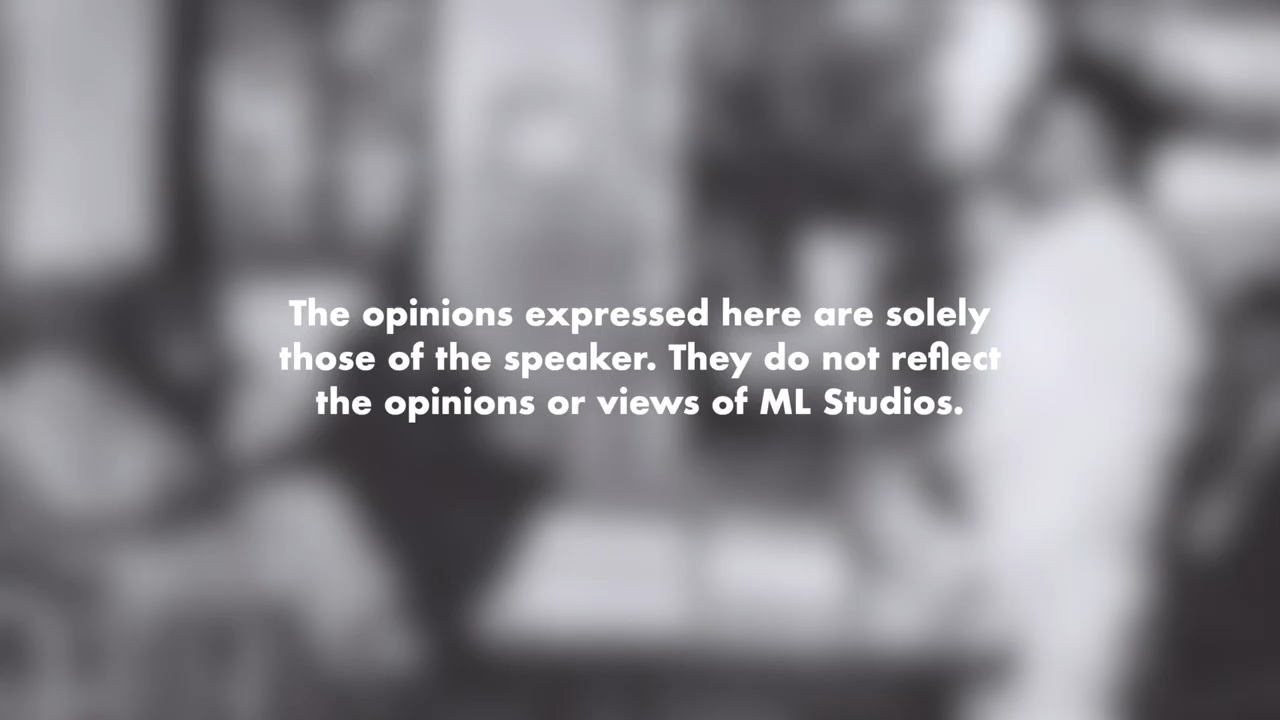 The opinions expressed here are solely
those of the speaker. They do not reflect
the opinions or views of ML Studios.